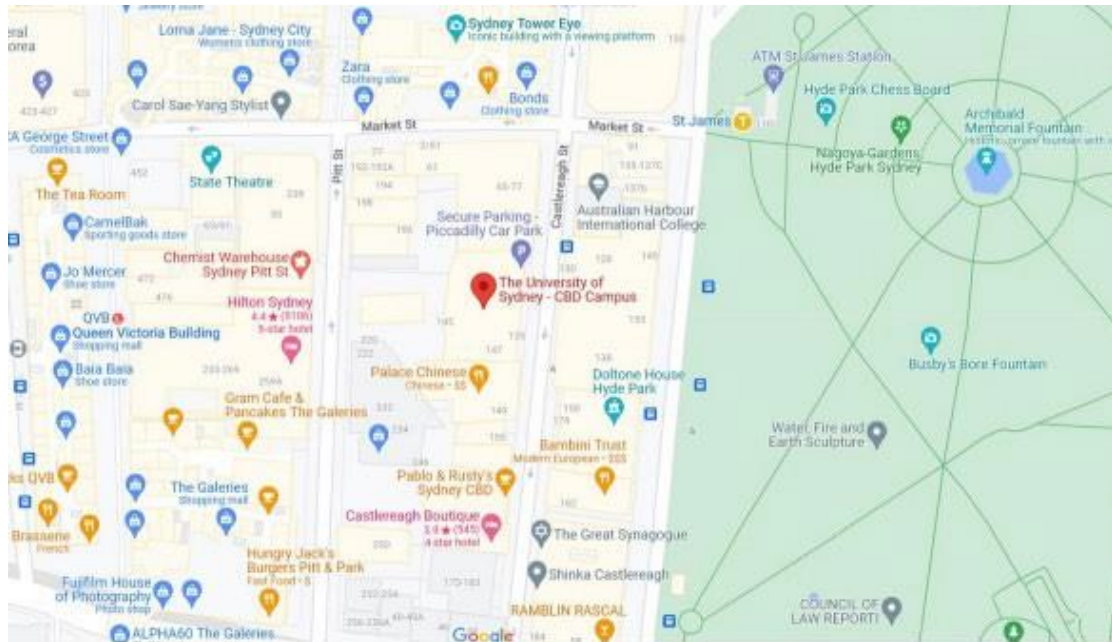 Sydney Tower Eye
Iconic building with a viewing platform
Lorna Jane - Sydney City
Women's clothing store
Zara
Clothing store
Bonds
Clothing store
ATM St James Station
Hyde Park Chess Board
Carol Sae-Yang Stylist
Market St
Market St
St James
Archibald
Memorial Fountain
Nagoya Gardens
Hyde Park Sydney
George Street
Cosmetics store
The Tea Room
State Theatre
Pitt St
Castlereagh St
Australian Harbour
International College
CamelBak
Sporting goods store
Secure Parking -
Piccadilly Car Park
Chemist Warehouse
Sydney Pitt St
Jo Mercer
Shoe store
The University of
Sydney - CBD Campus
Hilton Sydney
4.4
5-star hotel
QVB
Queen Victoria Building
Shopping mall
Baia Baia
Shoe store
Busby's Bore Fountain
Palace Chinese
Chinese - $$
Doltone House
Hyde Park
Gram Cafe &
Pancakes The Galeries
Water, Fire and
Earth Sculpture
Bambini Trust
Modern European - $$$
QVB
Pablo & Rusty's
Sydney CBD
The Galeries
Shopping mall
Castlereagh Boutique
4-star hotel
Brasserie
French
The Great Synagogue
Hungry Jack's
Burgers Pitt & Park
Fast Food - $
Shinka Castlereagh
Fujifilm House
of Photography
Photo shop
COUNCIL OF
LAW REPORTI
RAMBLIN RASCAL
ALPHA60 The Galeries
Google